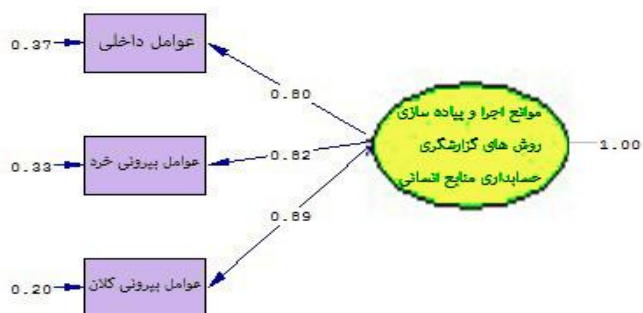 عوامل داخلی
0.37
0.80
موانع اجرا و پیاده سازی
روش های گزارشگری
حسابداری منابع انسانی
1.00
عوامل بیرونی خرد
0.33
0.82
0.89
عوامل بیرونی کلان
0.20